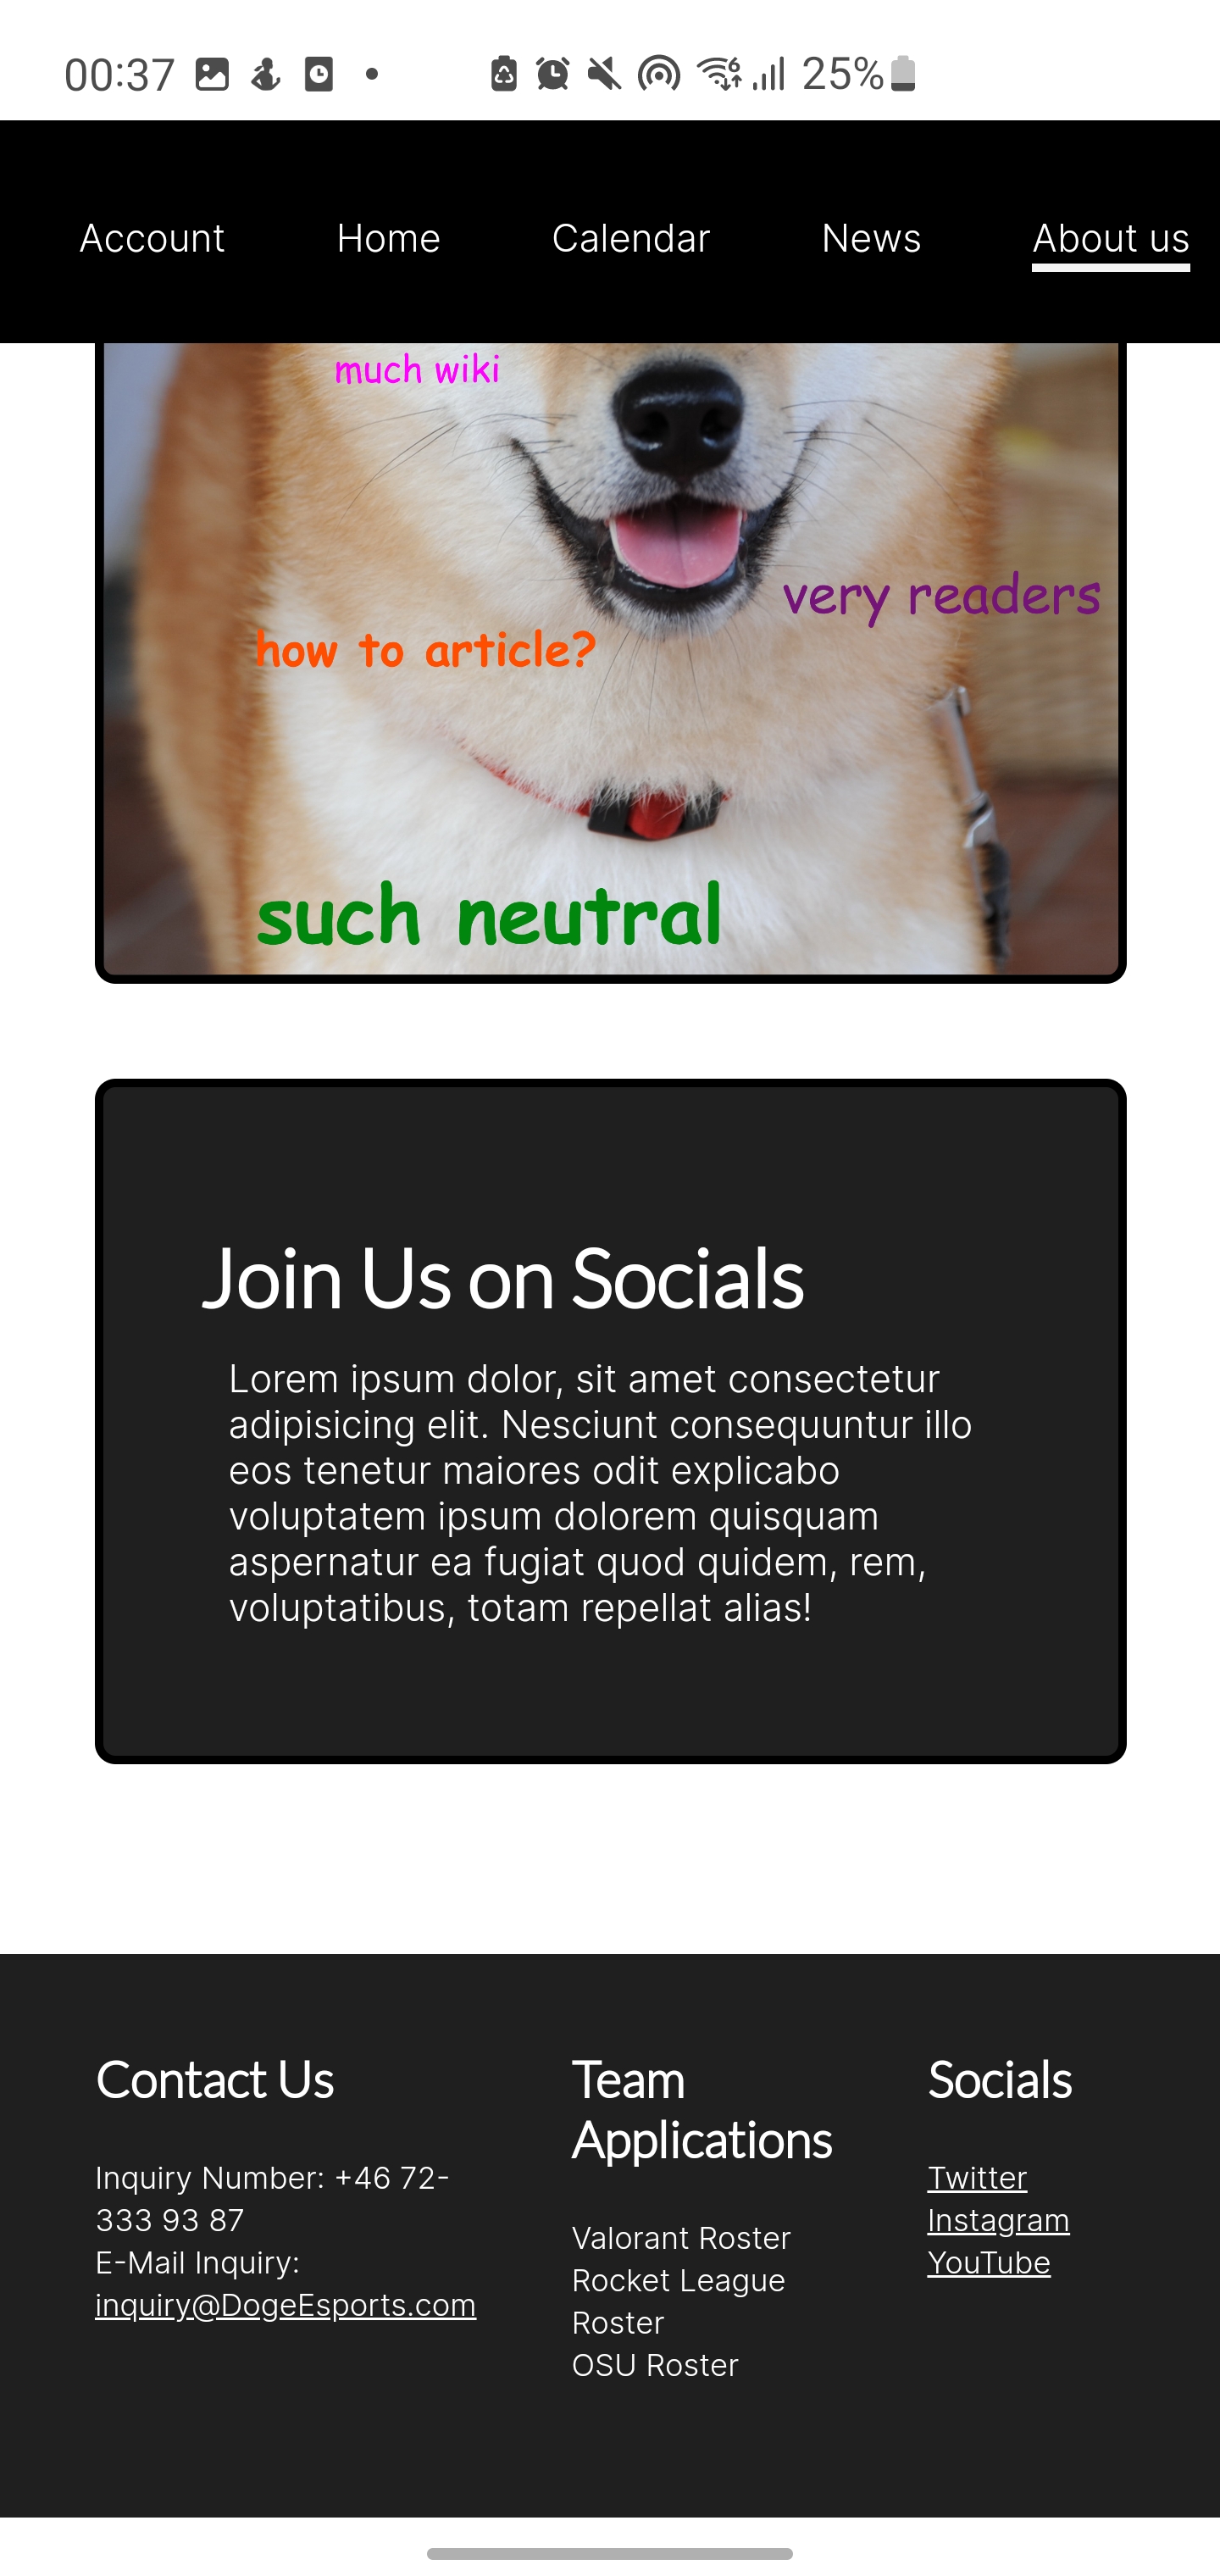 00:37
25%
Account Home Calendar News About us
much wiki
very readers
how to article?
such neutral
Join Us on Socials
Lorem ipsum dolor, sit amet consectetur
adipisicing elit. Nesciunt consequuntur illo
eos tenetur maiores odit explicabo
voluptatem ipsum dolorem quisquam
aspernatur ea fugiat quod quidem, rem,
voluptatibus, totam repellat alias!
Contact Us
Inquiry Number: +46 72-
333 93 87
E-Mail Inquiry:
inquiry@DogeEsports.com
Team
Applications
Valorant Roster
Rocket League
Roster
OSU Roster
Socials
Twitter
Instagram
YouTube